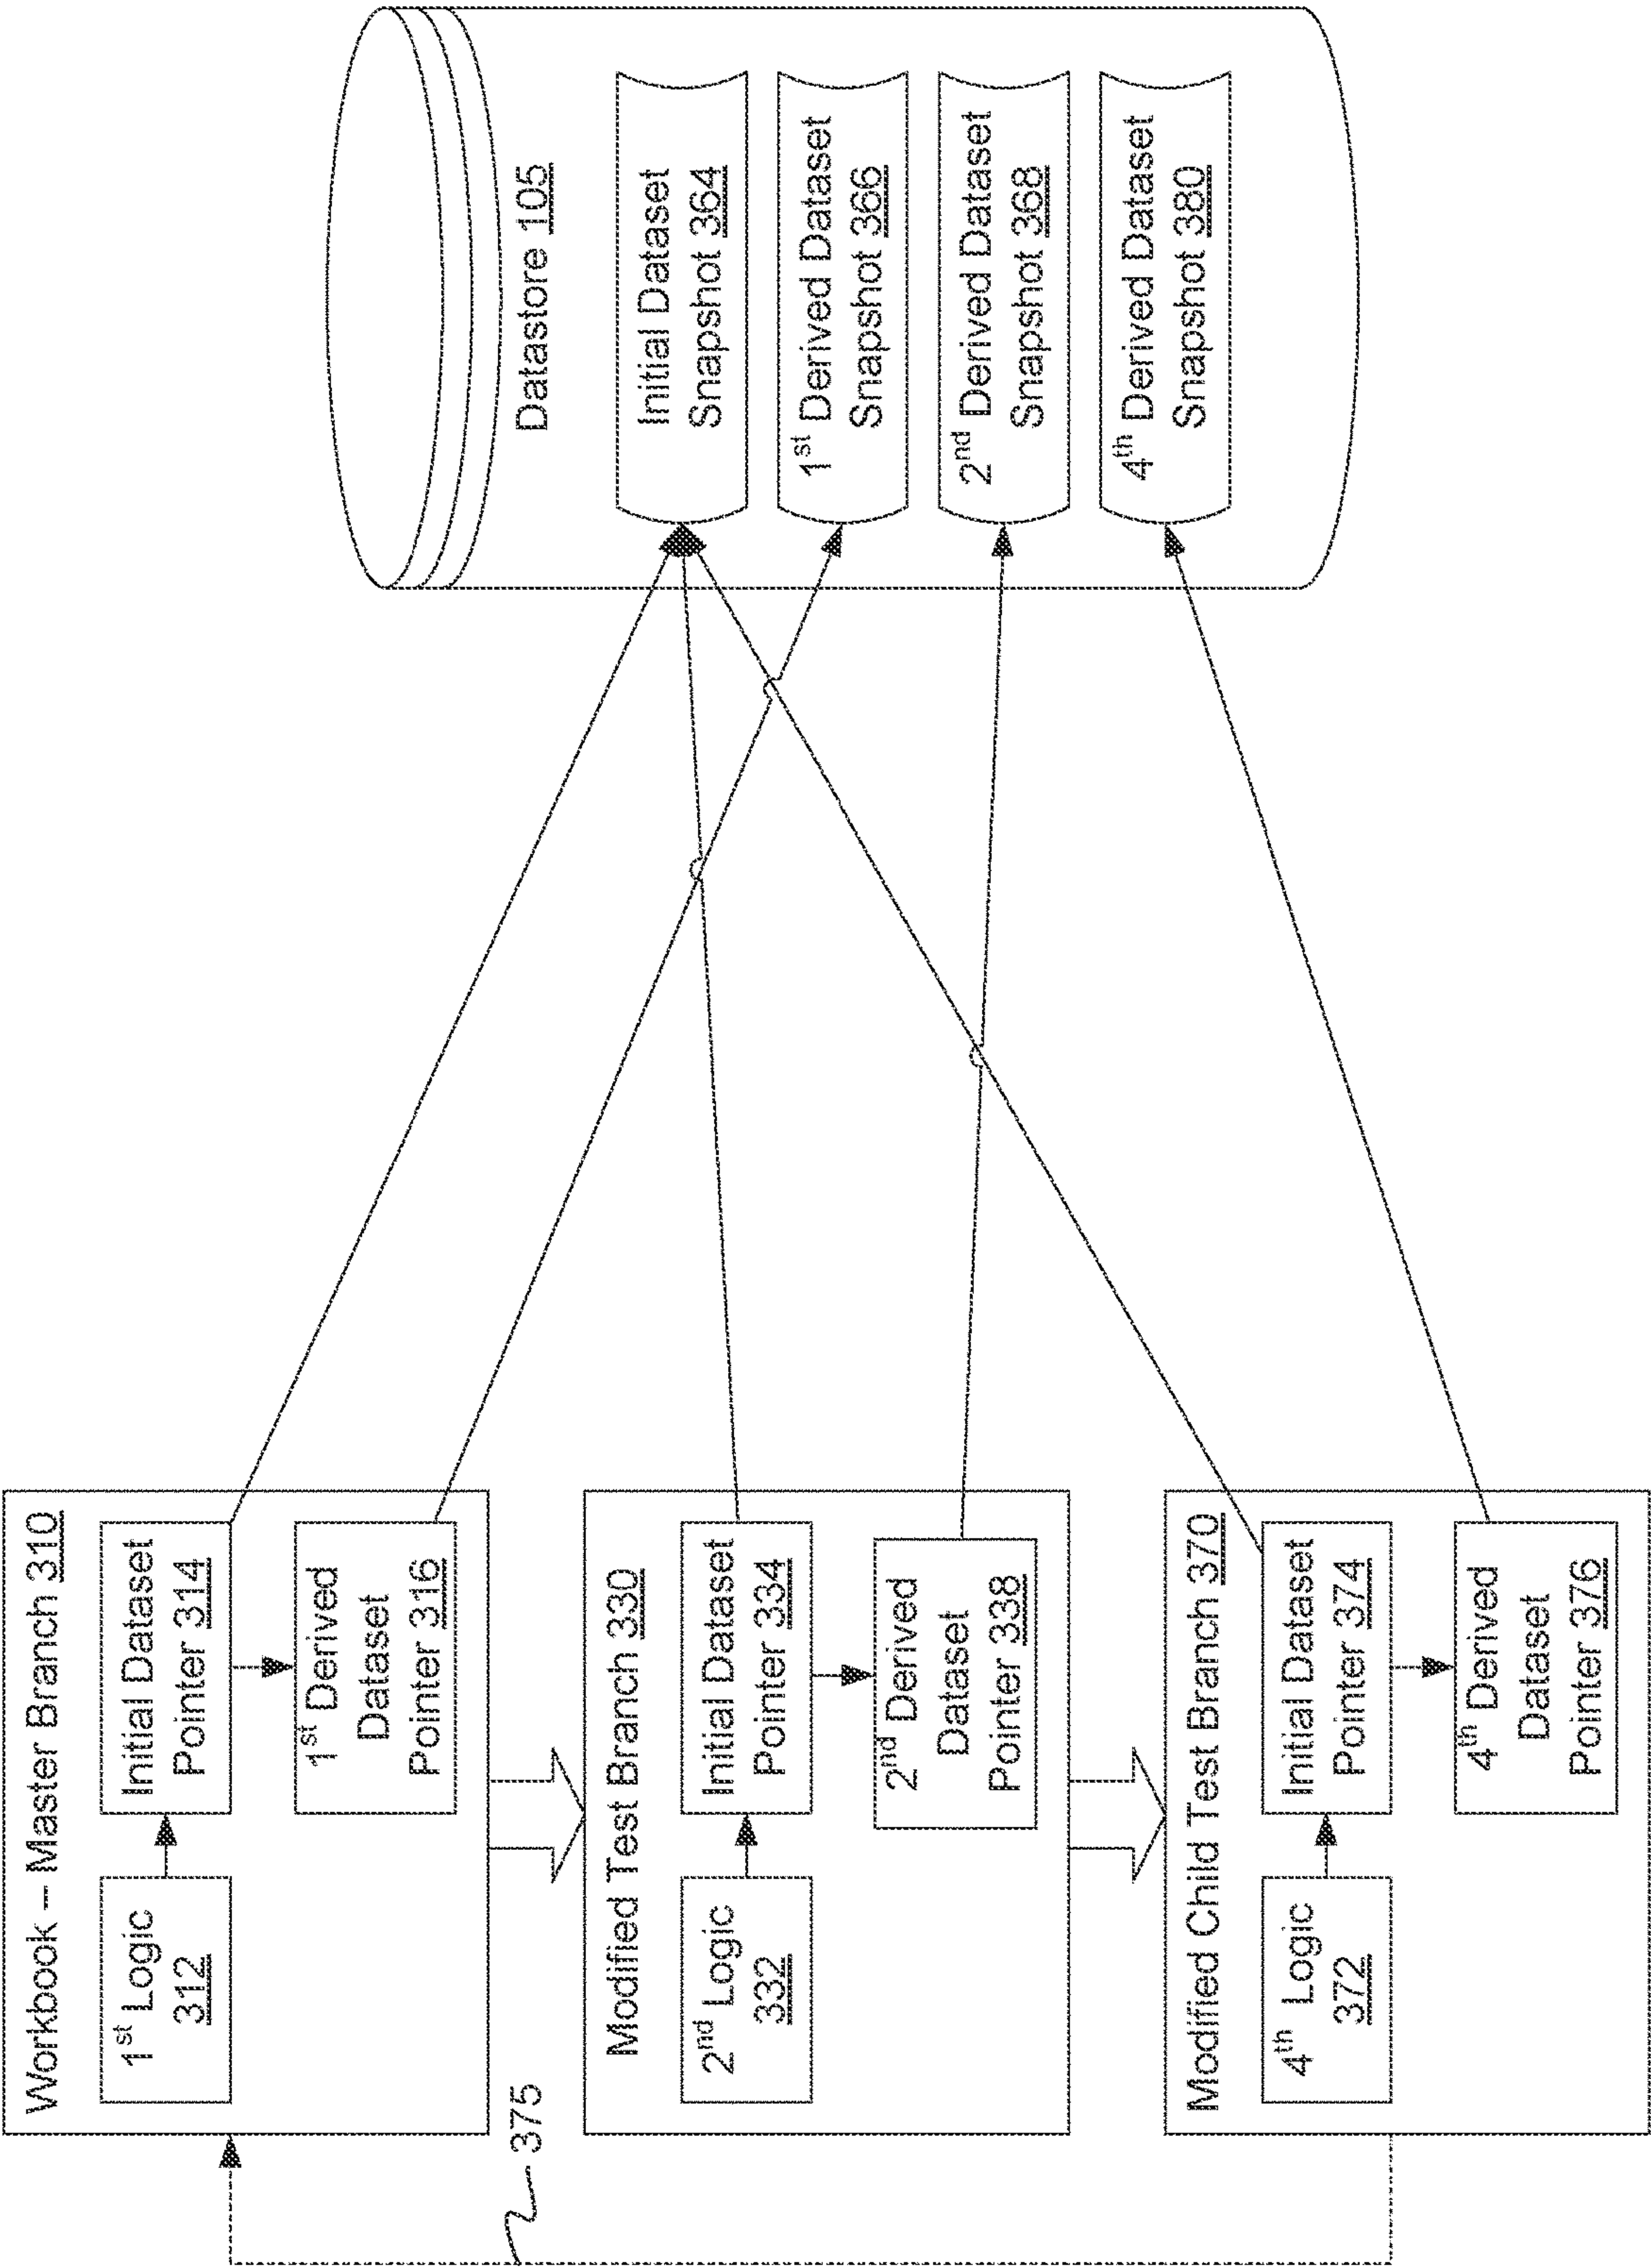 Workbook – Master Branch 310
1st Logic
312
Initial Dataset
Pointer 314
1st Derived
Dataset
Pointer 316
Modified Test Branch 330
2nd Logic
332
Initial Dataset
Pointer 334
2nd Derived
Dataset
Pointer 338
Modified Child Test Branch 370
4th Logic
372
Initial Dataset
Pointer 374
4th Derived
Dataset
Pointer 376
375
Datastore 105
Initial Dataset
Snapshot 364
1st Derived Dataset
Snapshot 366
2nd Derived Dataset
Snapshot 368
4th Derived Dataset
Snapshot 380